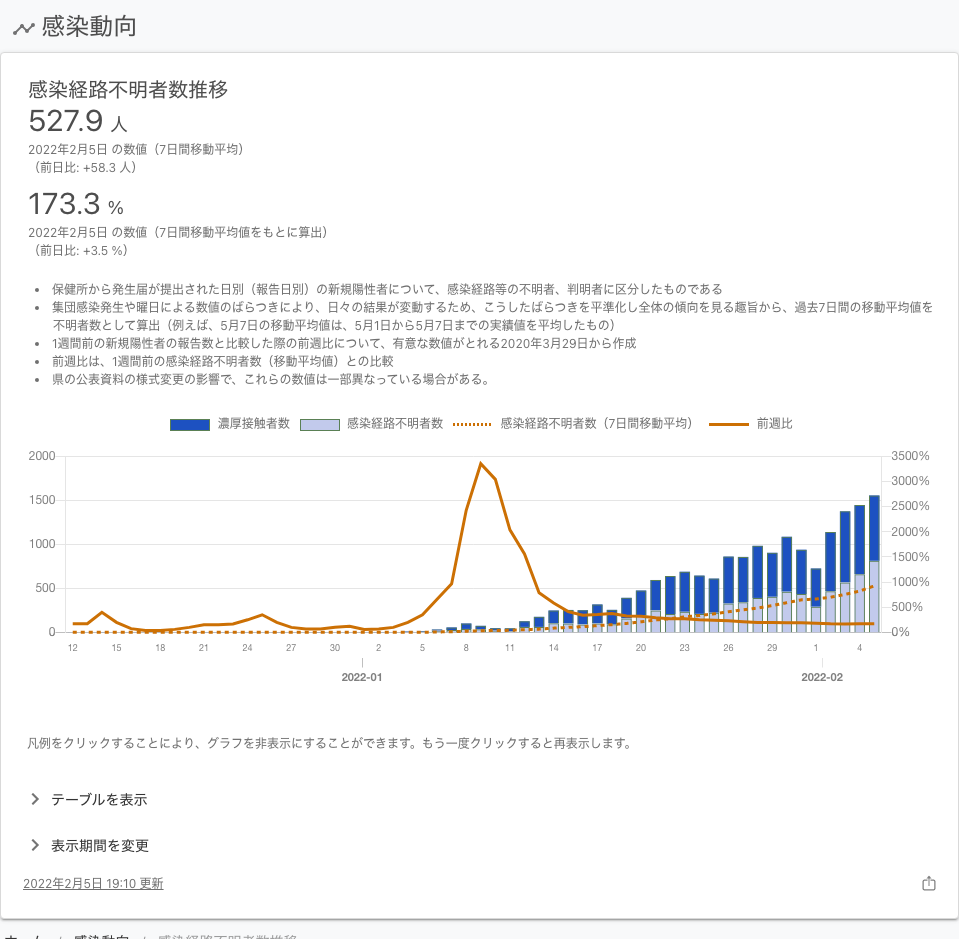 感染動向
感染経路不明者数推移
527.9 人
2022年2月5日 の数値（7日間移動平均）
（前日比: +58.3 人）
173.3 %
2022年2月5日 の数値（7日間移動平均値をもとに算出）
（前日比: +3.5 %）
• 保健所から発生届が提出された日別（報告日別）の新規陽性者について、感染経路等の不明者、判明者に区分したものである
• 集団感染発生や曜日による数値のばらつきにより、日々の結果が変動するため、こうしたばらつきを平準化し全体の傾向を見る趣旨から、過去7日間の移動平均値を
不明者数として算出（例えば、5月7日の移動平均値は、5月1日から5月7日までの実績値を平均したもの）
• 1週間前の新規陽性者の報告数と比較した際の前週比について、有意な数値がとれる2020年3月29日から作成
• 前週比は、1週間前の感染経路不明者数（移動平均値）との比較
• 県の公表資料の様式変更の影響で、これらの数値は一部異なっている場合がある。
濃厚接触者数 感染経路不明者数 感染経路不明者数（7日間移動平均） 前週比
2000 3500%
3000%
1500 2500%
2000%
1000 1500%
1000%
500 500%
0 0%
12 15 18 21 24 27 30 2 5 8 11 14 17 20 23 26 29 1 4
2022-01 2022-02
凡例をクリックすることにより、グラフを非表示にすることができます。もう一度クリックすると再表示します。
テーブルを表示
表示期間を変更
2022年2月5日 19:10 更新
ホーム / 感染動向 / 感染経路不明者数推移